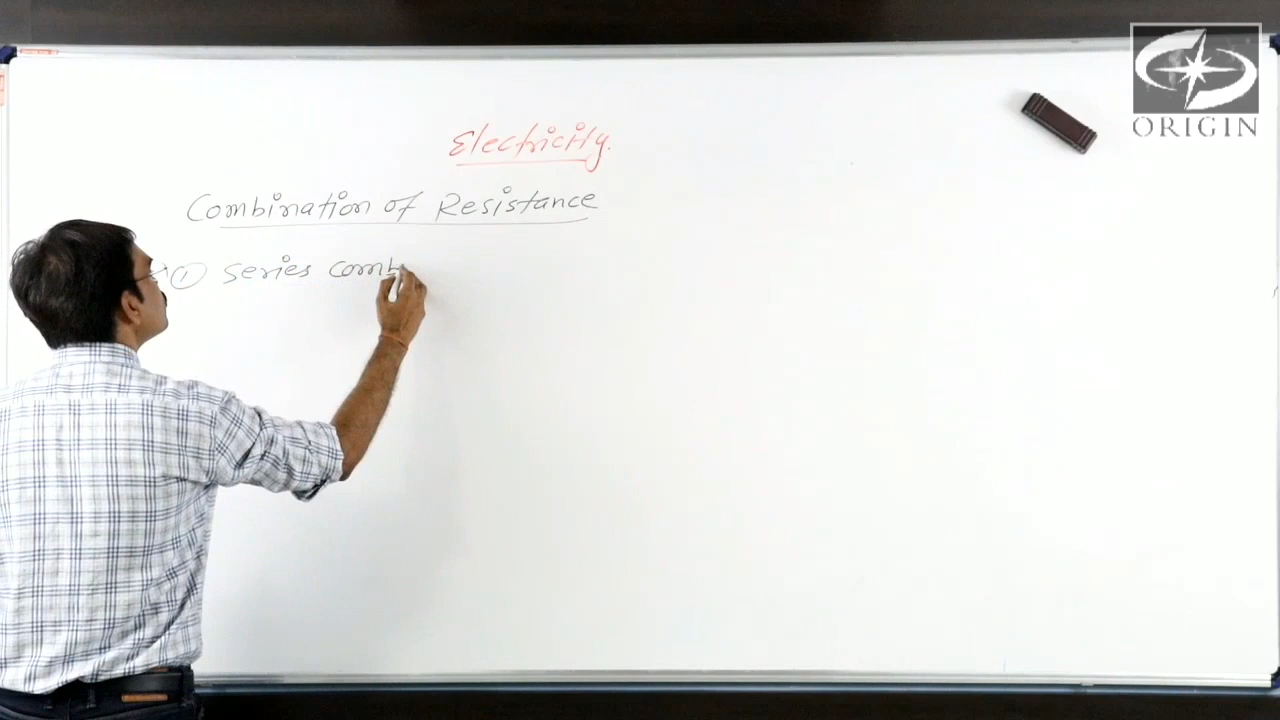 ORIGIN
Electricity.
Combination of Resistance
① Series comb